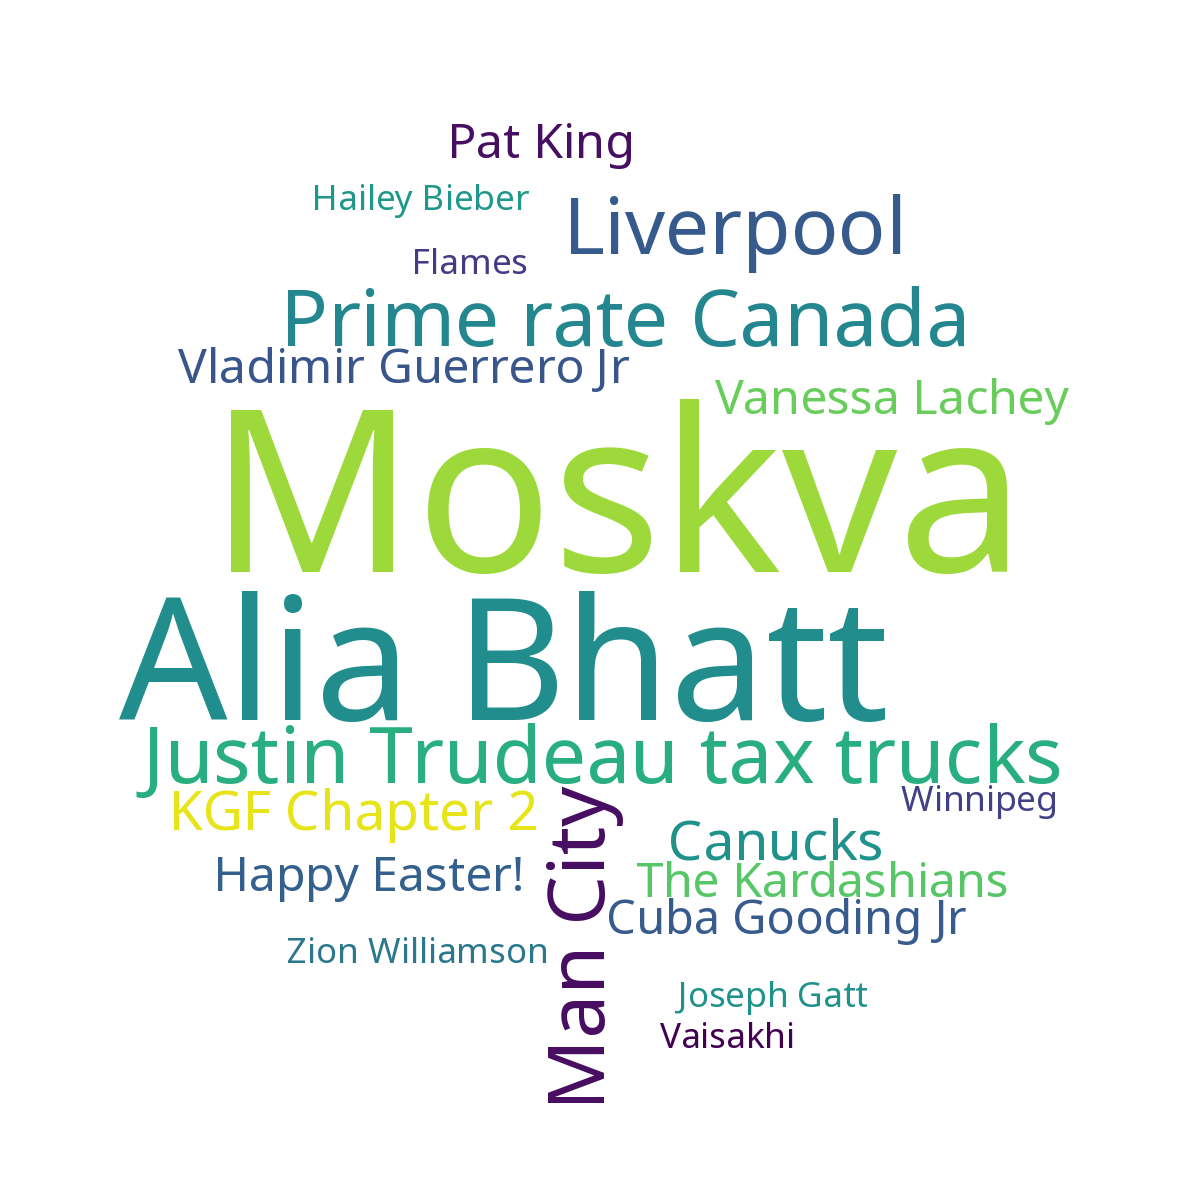 Pat King
Hailey Bieber
Liverpool
Flames
Prime rate Canada
Vladimir Guerrero Jr
Vanessa Lachey
Moskva
Alia Bhatt
Justin Trudeau tax trucks
KGF Chapter 2
Winnipeg
Man City
Canucks
Happy Easter!
The Kardashians
Cuba Gooding Jr
Zion Williamson
Joseph Gatt
Vaisakhi